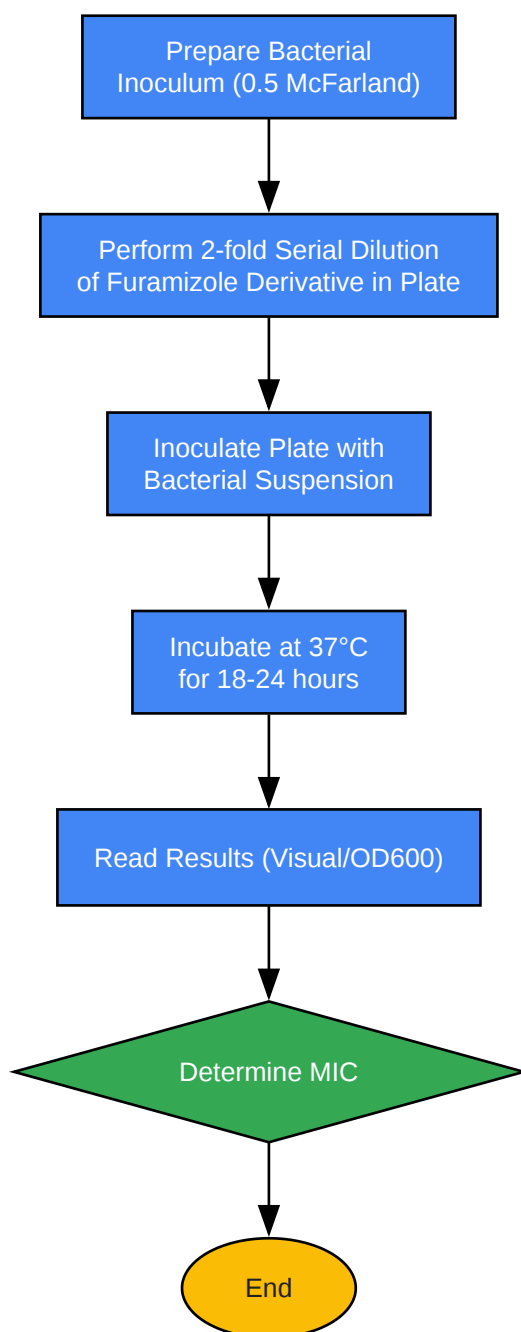 Prepare Bacterial
Inoculum (0.5 McFarland)
Perform 2-fold Serial Dilution
of Furamizole Derivative in Plate
Inoculate Plate with
Bacterial Suspension
Incubate at 37°C
for 18-24 hours
Read Results (Visual/OD600)
Determine MIC
End